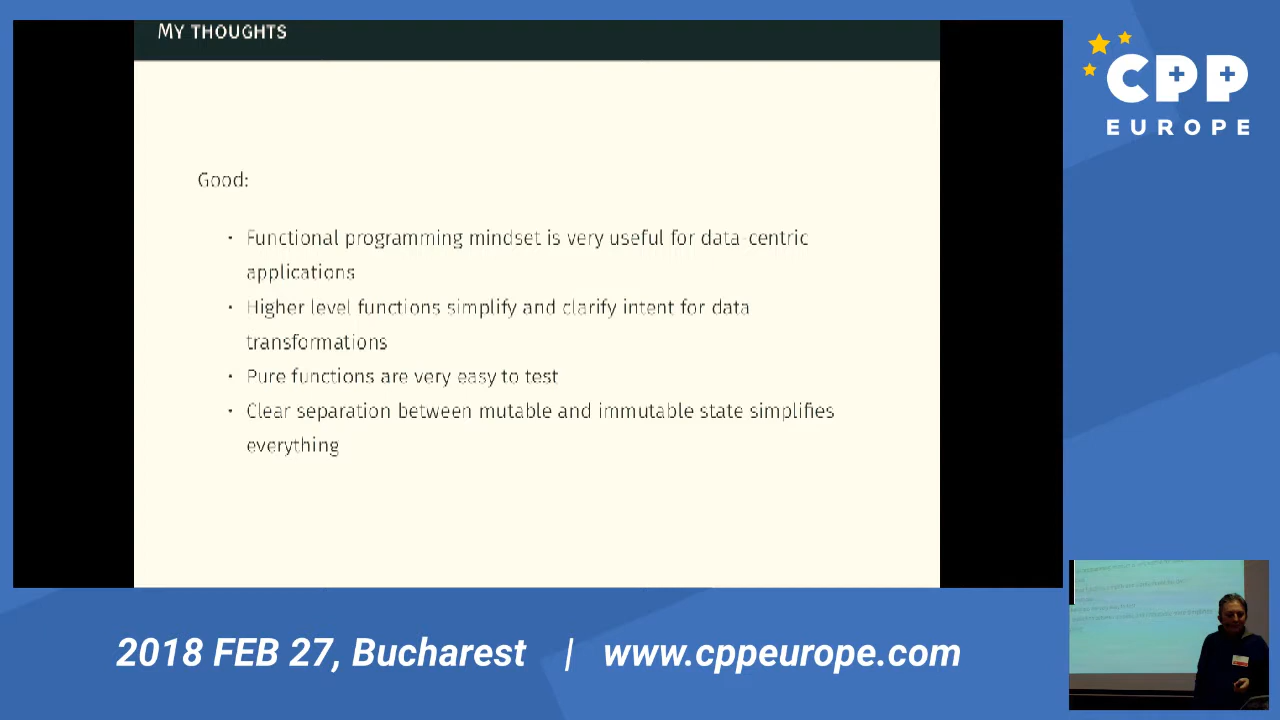 MY THOUGHTS
Good:
• Functional programming mindset is very useful for data-centric
applications
• Higher level functions simplify and clarify intent for data
transformations
• Pure functions are very easy to test
• Clear separation between mutable and immutable state simplifies
everything
CPP
EUROPE
2018 FEB 27, Bucharest | www.cppeurope.com